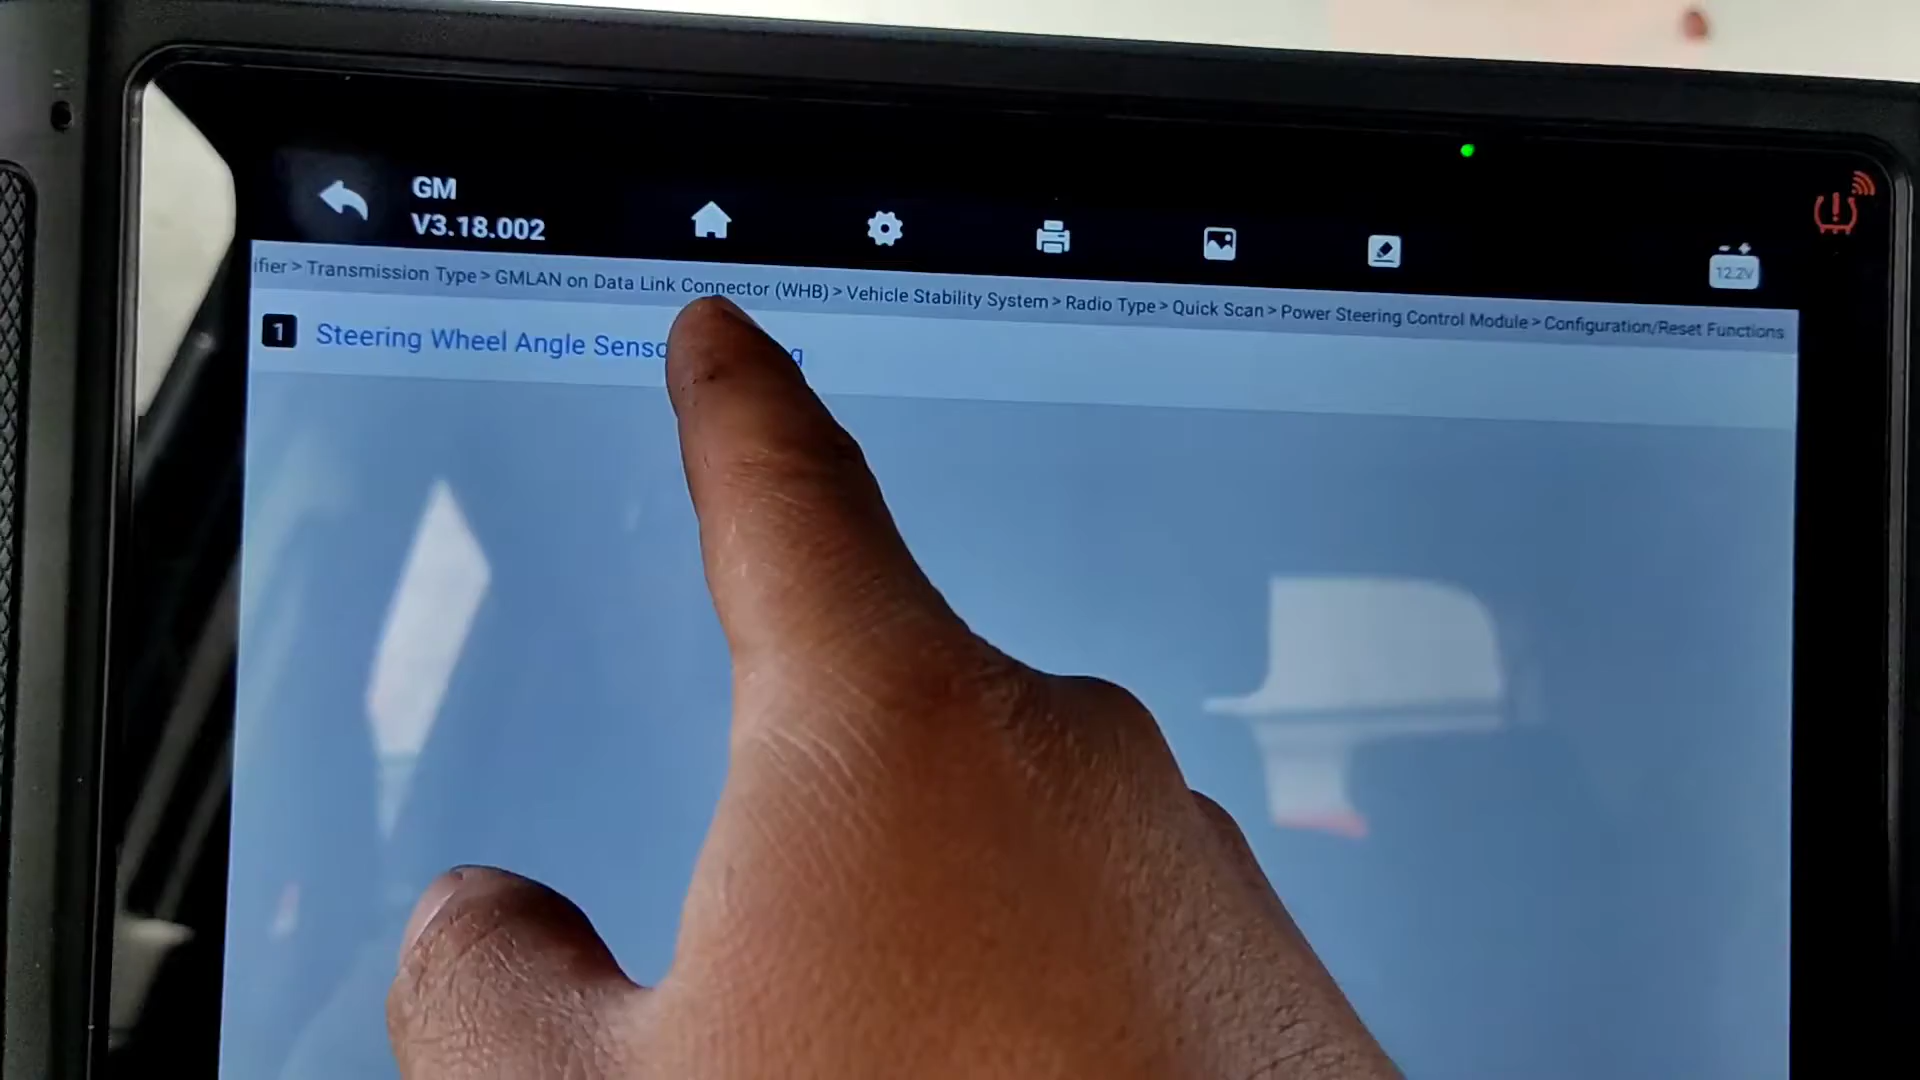 GM
V3.18.002
12.2V
ifier > Transmission Type > GMLAN on Data Link Connector (WHB) > Vehicle Stability System > Radio Type > Quick Scan > Power Steering Control Module > Configuration/Reset Functions
1 Steering Wheel Angle